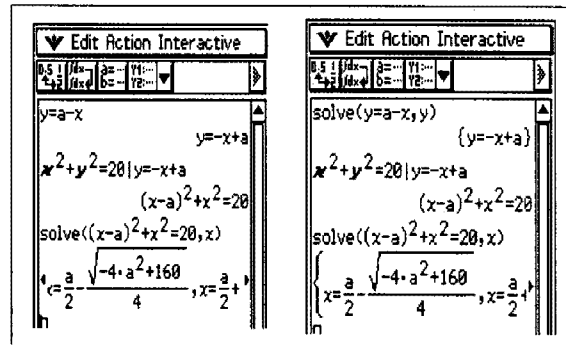 Edit Action Interactive
y=a-x
y=-x+a
x²+y²=20|y=-x+a
(x-a)²+x²=20
solve((x-a)²+x²=20,x)
x=a/2-√(-4·a²+160)/4,x=a/2+
Edit Action Interactive
solve(y=a-x,y)
{y=-x+a}
x²+y²=20|y=-x+a
(x-a)²+x²=20
solve((x-a)²+x²=20,x)
{x=a/2-√(-4·a²+160)/4,x=a/2+